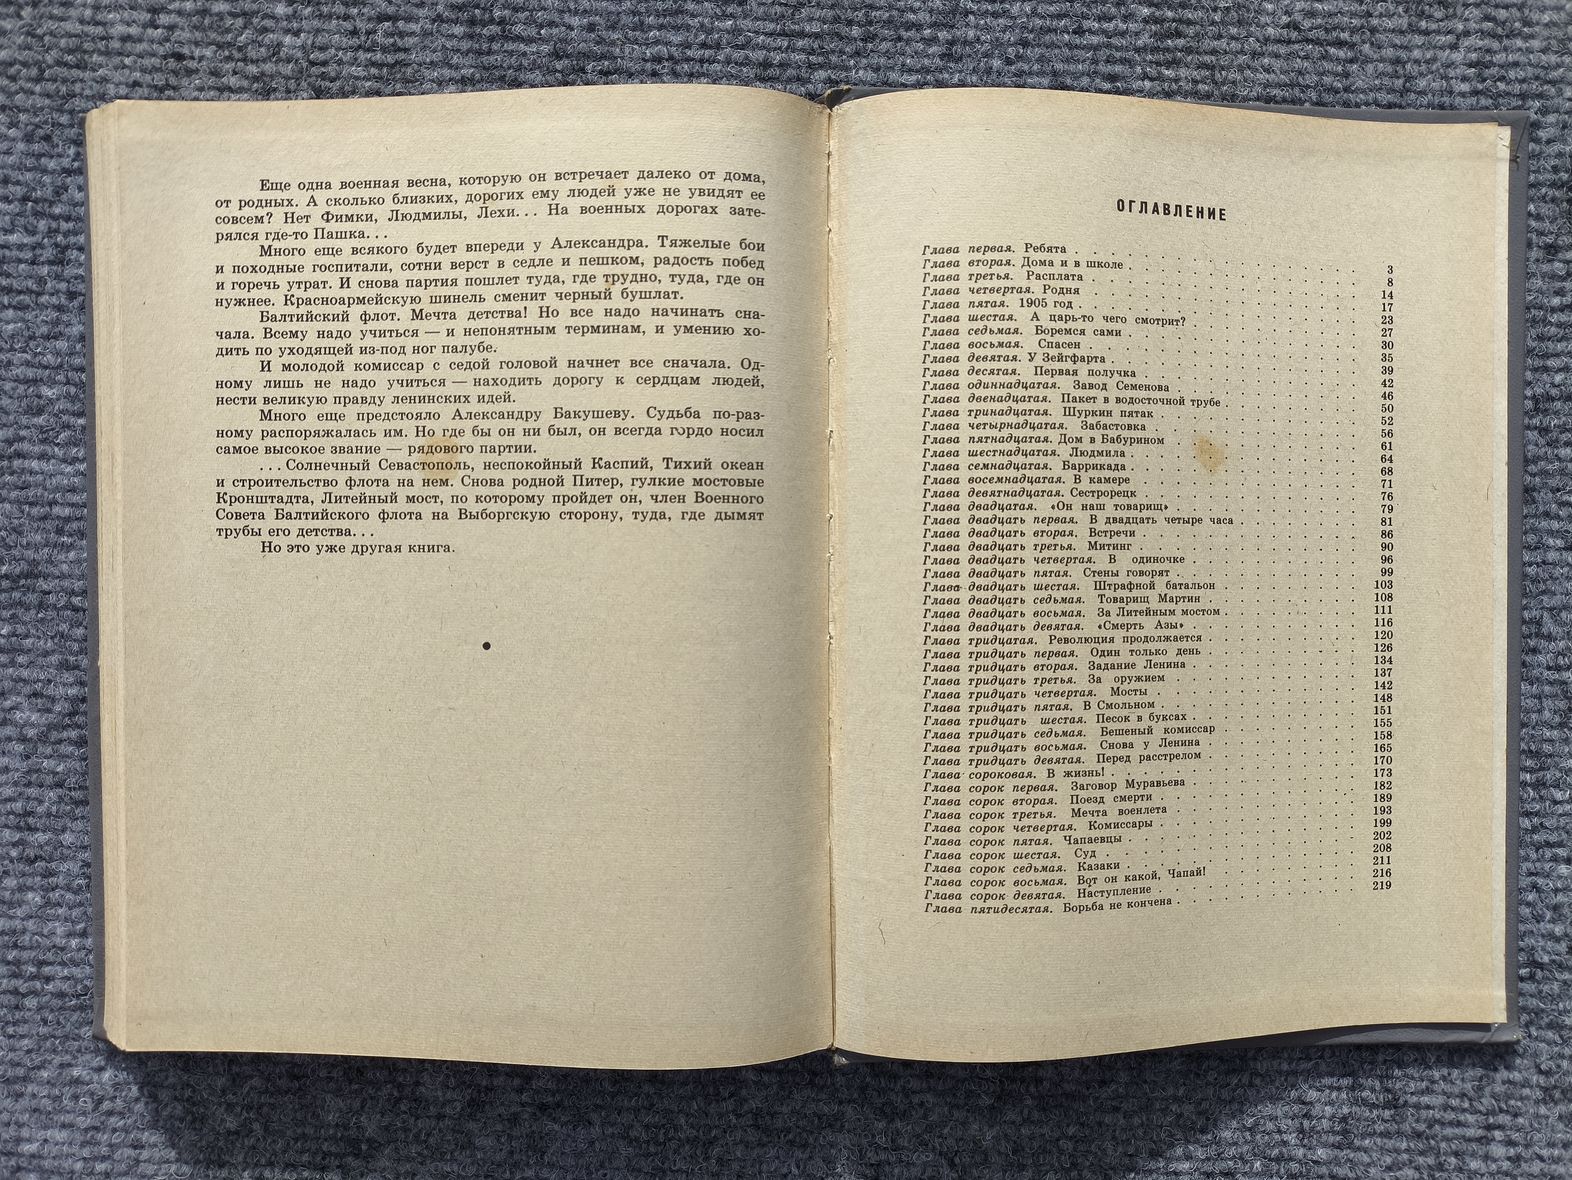 Еще одна военная весна, которую он встречает далеко от дома,
от родных. А сколько близких, дорогих ему людей уже не увидят ее
совсем? Нет Фимки, Людмилы, Лехи... На военных дорогах зате-
рялся где-то Пашка...
Много еще всякого будет впереди у Александра. Тяжелые бои
и походные госпитали, сотни верст в седле и пешком, радость побед
и горечь утрат. И снова партия пошлет туда, где трудно, туда, где он
нужнее. Красноармейскую шинель сменит черный бушлат.
Балтийский флот. Мечта детства! Но все надо начинать сна-
чала. Всему надо учиться — и непонятным терминам, и умению хо-
дить по уходящей из-под ног палубе.
И молодой комиссар с седой головой начнет все сначала. Од-
ному лишь не надо учиться — находить дорогу к сердцам людей,
нести великую правду ленинских идей.
Много еще предстояло Александру Бакушеву. Судьба по-раз-
ному распоряжалась им. Но где бы он ни был, он всегда гордо носил
самое высокое звание — рядового партии.
...Солнечный Севастополь, неспокойный Каспий, Тихий океан
и строительство флота на нем. Снова родной Питер, гулкие мостовые
Кронштадта, Литейный мост, по которому пройдет он, член Военного
Совета Балтийского флота на Выборгскую сторону, туда, где дымят
трубы его детства...
Но это уже другая книга.
ОГЛАВЛЕНИЕ
Глава первая. Ребята 3
Глава вторая. Дома и в школе 8
Глава третья. Расплата 14
Глава четвертая. Родня 17
Глава пятая. 1905 год 23
Глава шестая. А царь-то чего смотрит? 27
Глава седьмая. Боремся сами 30
Глава восьмая. Спасен 35
Глава девятая. У Зейгфарта 39
Глава десятая. Первая получка 42
Глава одиннадцатая. Завод Семенова 46
Глава двенадцатая. Пакет в водосточной трубе 50
Глава тринадцатая. Шуркин пятак 52
Глава четырнадцатая. Забастовка 56
Глава пятнадцатая. Дом в Бабурином 61
Глава шестнадцатая. Людмила 64
Глава семнадцатая. Баррикада 68
Глава восемнадцатая. В камере 71
Глава девятнадцатая. Сестрорецк 76
Глава двадцатая. «Он наш товарищ» 79
Глава двадцать первая. В двадцать четыре часа 81
Глава двадцать вторая. Встречи 86
Глава двадцать третья. Митинг 90
Глава двадцать четвертая. В одиночке 96
Глава двадцать пятая. Стены говорят 99
Глава двадцать шестая. Штрафной батальон 103
Глава двадцать седьмая. Товарищ Мартин 108
Глава двадцать восьмая. За Литейным мостом 111
Глава двадцать девятая. «Смерть Азы» 116
Глава тридцатая. Революция продолжается 120
Глава тридцать первая. Один только день 126
Глава тридцать вторая. Задание Ленина 134
Глава тридцать третья. За оружием 137
Глава тридцать четвертая. Мосты 142
Глава тридцать пятая. В Смольном 148
Глава тридцать шестая. Песок в буксах 151
Глава тридцать седьмая. Бешеный комиссар 155
Глава тридцать восьмая. Снова у Ленина 158
Глава тридцать девятая. Перед расстрелом 165
Глава сороковая. В жизнь! 170
Глава сорок первая. Заговор Муравьева 173
Глава сорок вторая. Поезд смерти 182
Глава сорок третья. Мечта военлета 189
Глава сорок четвертая. Комиссары 193
Глава сорок пятая. Чапаевцы 199
Глава сорок шестая. Суд 202
Глава сорок седьмая. Казаки 208
Глава сорок восьмая. Вот он какой, Чапай! 211
Глава сорок девятая. Наступление 216
Глава пятидесятая. Борьба не кончена 219